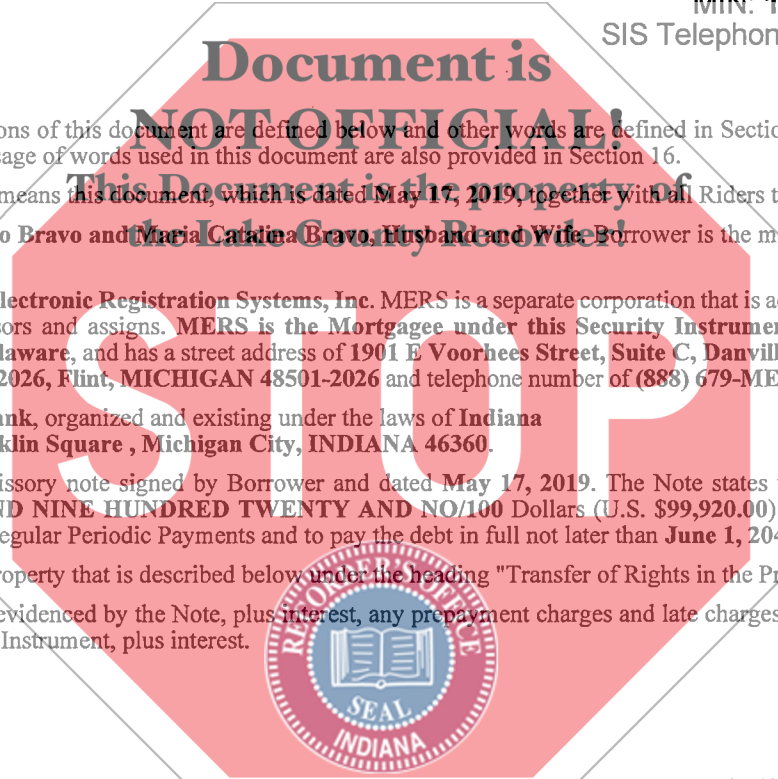 MIN: 1
SIS Telephon
Document is
NOT OFFICIAL!
This Document is the property of
the Lake County Recorder!
ons of this document are defined below and other words are defined in Sectio
sage of words used in this document are also provided in Section 16.
means this document, which is dated May 17, 2019, together with all Riders t
o Bravo and Maria Catalina Bravo, Husband and Wife. Borrower is the m
lectronic Registration Systems, Inc. MERS is a separate corporation that is a
sors and assigns. MERS is the Mortgagee under this Security Instrumen
laware, and has a street address of 1901 E Voorhees Street, Suite C, Danvill
2026, Flint, MICHIGAN 48501-2026 and telephone number of (888) 679-ME
ank, organized and existing under the laws of Indiana
klin Square , Michigan City, INDIANA 46360.
issory note signed by Borrower and dated May 17, 2019. The Note states
ND NINE HUNDRED TWENTY AND NO/100 Dollars (U.S. $99,920.00)
egular Periodic Payments and to pay the debt in full not later than June 1, 204
roperty that is described below under the heading "Transfer of Rights in the Pr
evidenced by the Note, plus interest, any prepayment charges and late charges
Instrument, plus interest.
STOP
RECORDER'S OFFICE
SEAL
INDIANA